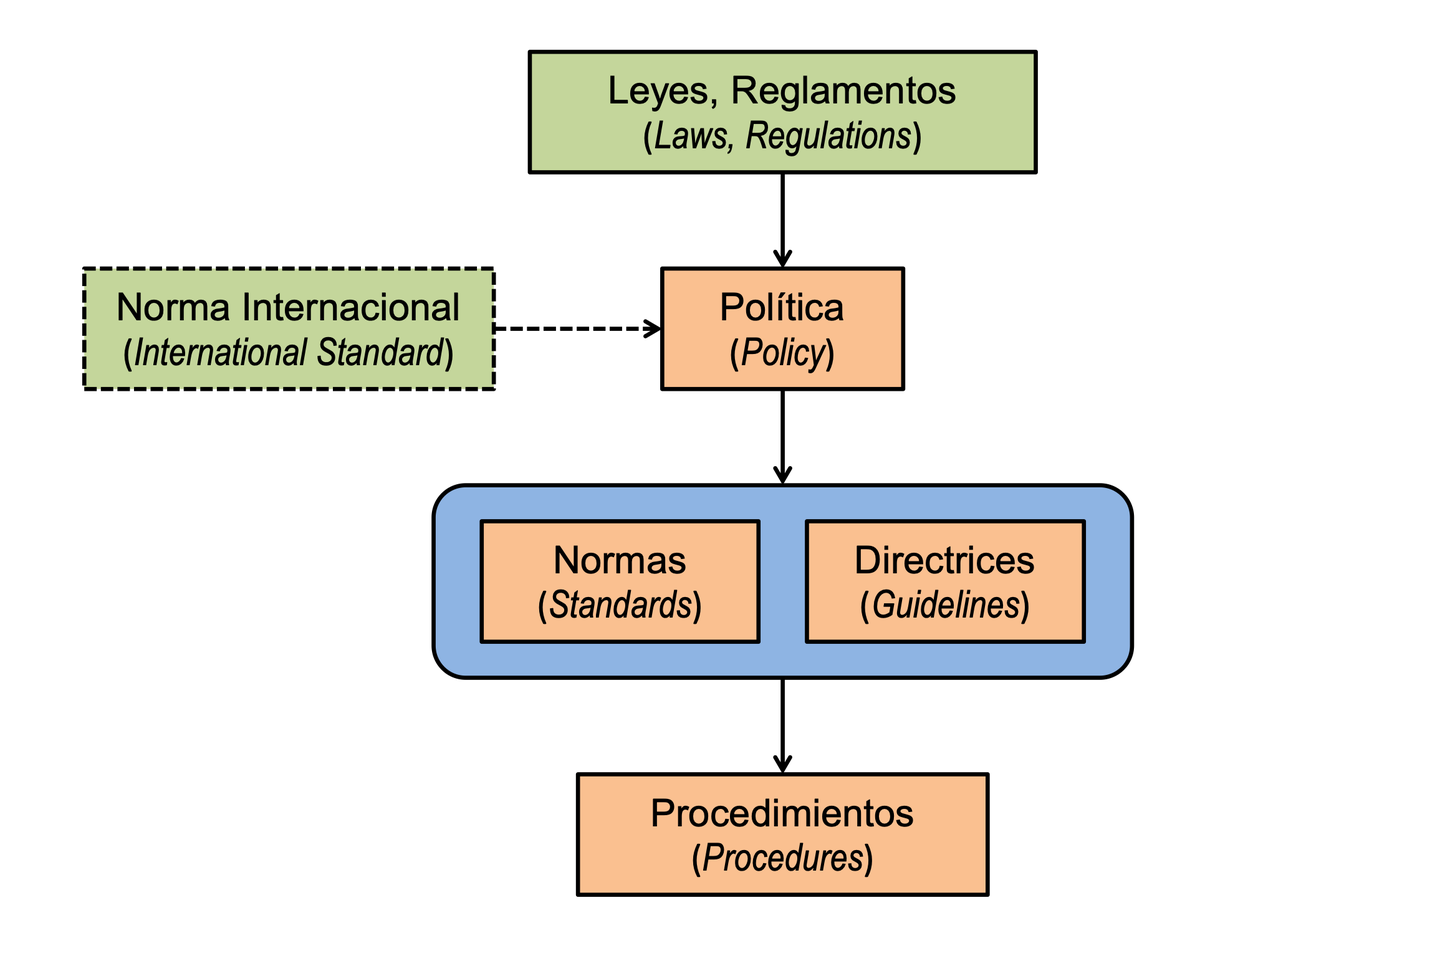 Leyes, Reglamentos
(Laws, Regulations)
Norma Internacional
(International Standard)
Política
(Policy)
Normas
(Standards)
Directrices
(Guidelines)
Procedimientos
(Procedures)